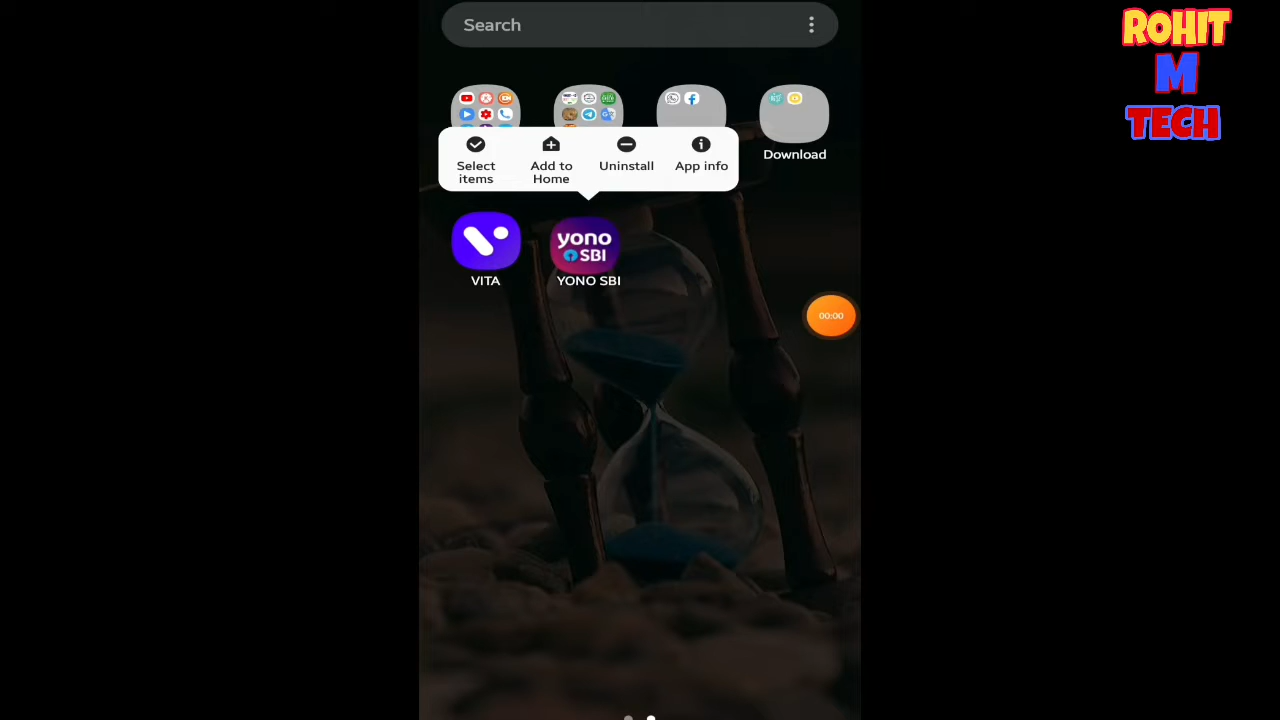 Search
ROHIT
M
TECH
Download
Select
items
Add to
Home
Uninstall
App info
yono
SBI
VITA
YONO SBI
00:00